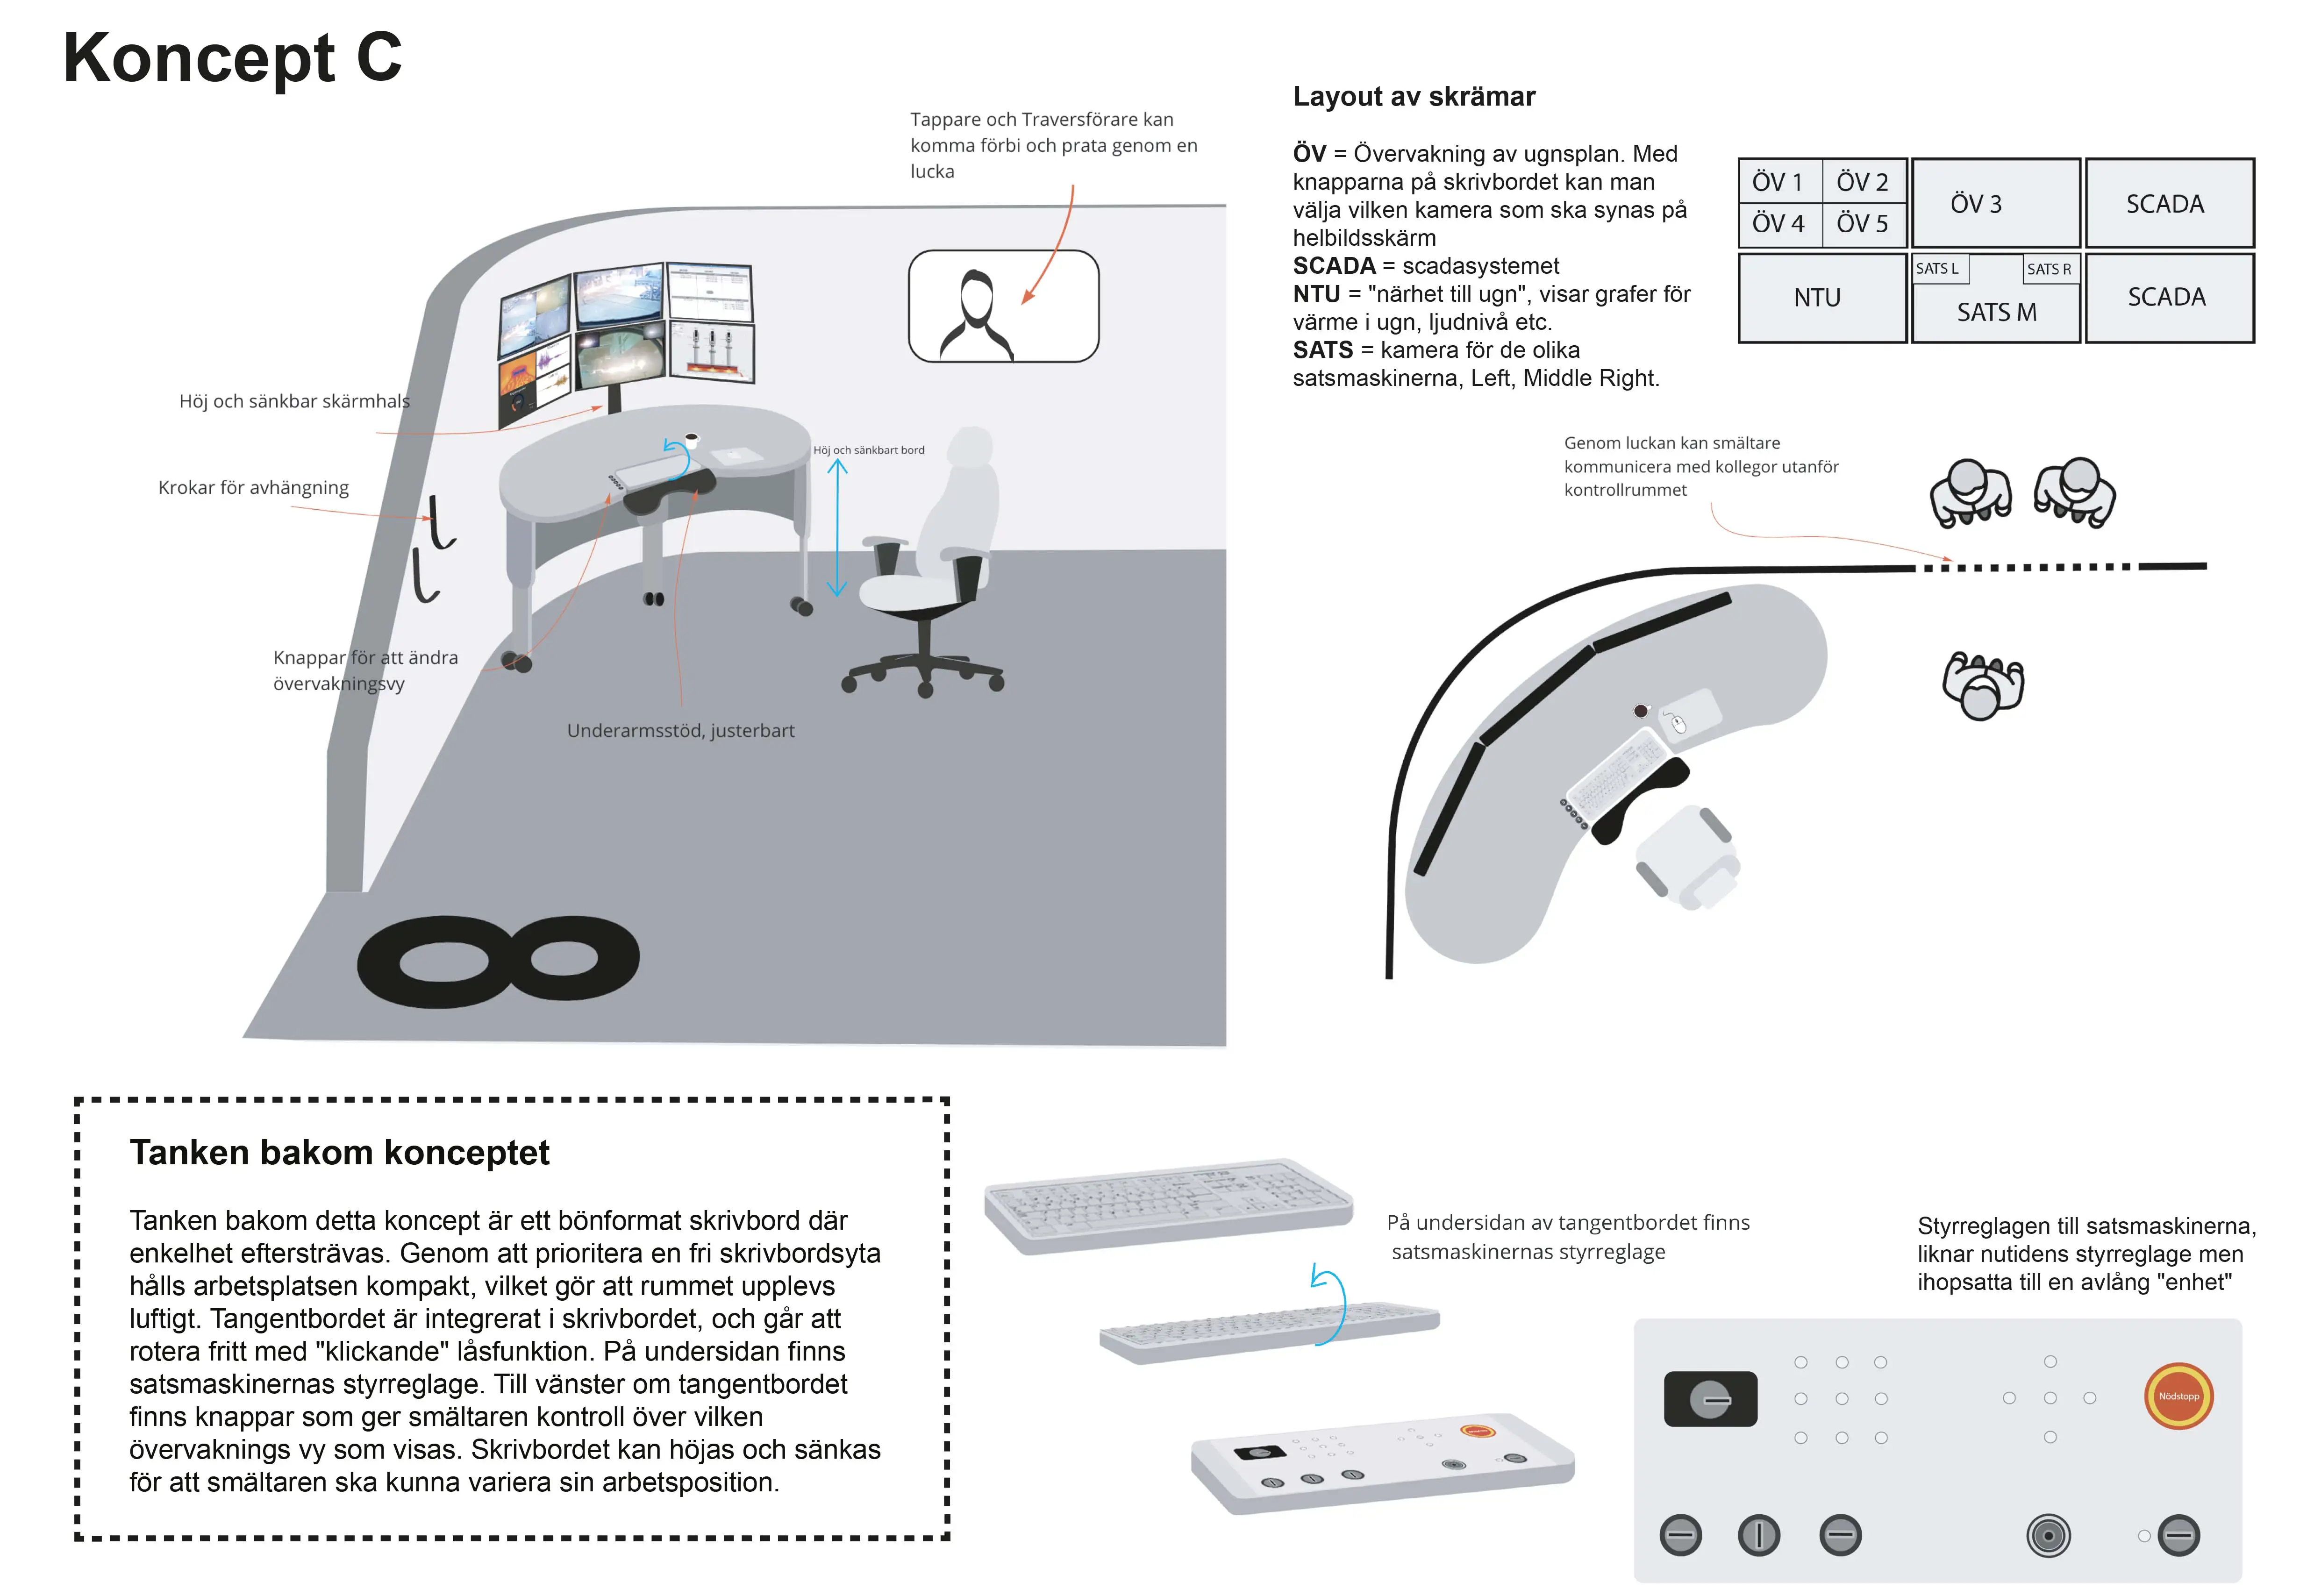 Koncept C
Tappare och Traversförare kan
komma förbi och prata genom en
lucka
Höj och sänkbar skärmhals
Krokar för avhängning
Höj och sänkbart bord
Knappar för att ändra
övervakningsvy
Underarmsstöd, justerbart
Layout av skrämar
ÖV = Övervakning av ugnsplan. Med
knapparna på skrivbordet kan man
välja vilken kamera som ska synas på
helbildsskärm
SCADA = scadasystemet
NTU = "närhet till ugn", visar grafer för
värme i ugn, ljudnivå etc.
SATS = kamera för de olika
satsmaskinerna, Left, Middle Right.
ÖV 1 ÖV 2
ÖV 4 ÖV 5
ÖV 3
SCADA
NTU
SATS L
SATS R
SATS M
SCADA
Genom luckan kan smältare
kommunicera med kollegor utanför
kontrollrummet
Tanken bakom konceptet
Tanken bakom detta koncept är ett bönformat skrivbord där
enkelhet eftersträvas. Genom att prioritera en fri skrivbordsyta
hålls arbetsplatsen kompakt, vilket gör att rummet upplevs
luftigt. Tangentbordet är integrerat i skrivbordet, och går att
rotera fritt med "klickande" låsfunktion. På undersidan finns
satsmaskinernas styrreglage. Till vänster om tangentbordet
finns knappar som ger smältaren kontroll över vilken
övervaknings vy som visas. Skrivbordet kan höjas och sänkas
för att smältaren ska kunna variera sin arbetsposition.
På undersidan av tangentbordet finns
satsmaskinernas styrreglage
Styrreglagen till satsmaskinerna,
liknar nutidens styrreglage men
ihopsatta till en avlång "enhet"
Nödstopp